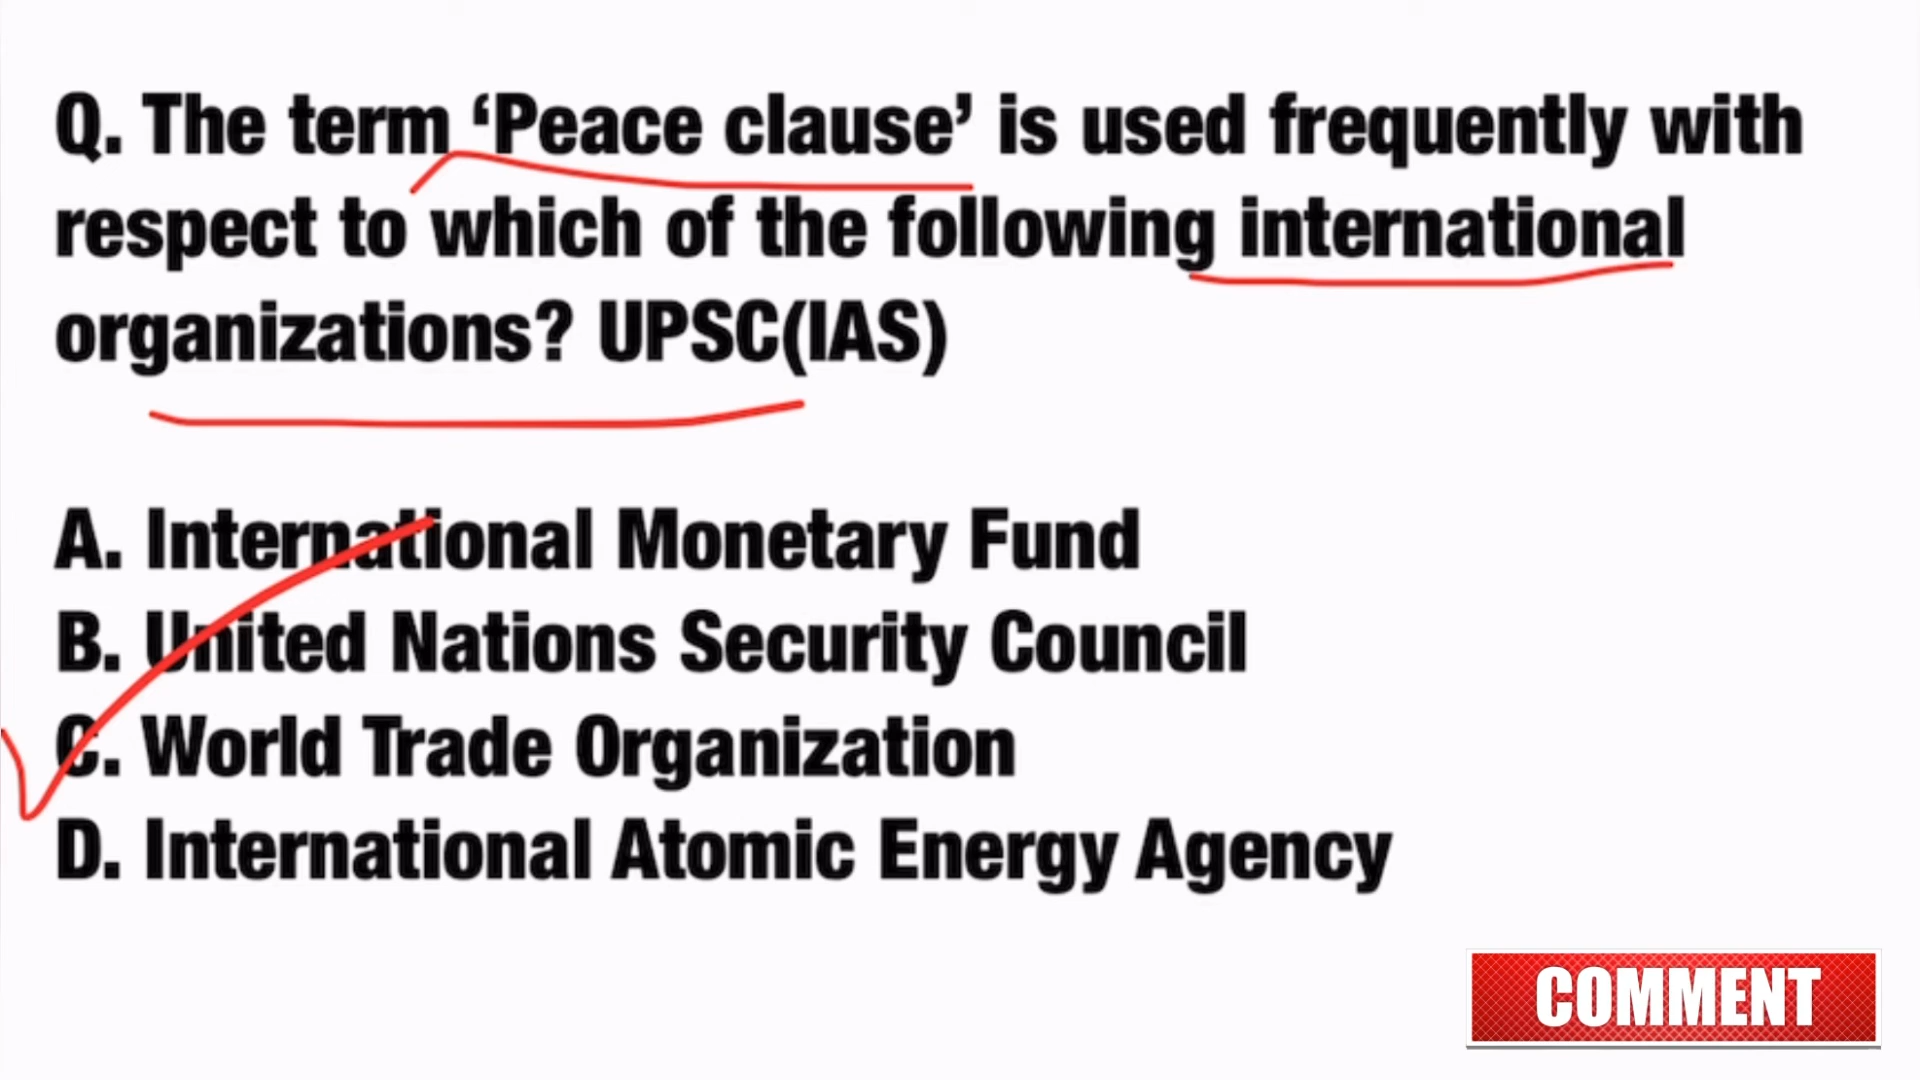 Q. The term ‘Peace clause’ is used frequently with
respect to which of the following international
organizations? UPSC(IAS)
A. International Monetary Fund
B. United Nations Security Council
C. World Trade Organization
D. International Atomic Energy Agency
COMMENT